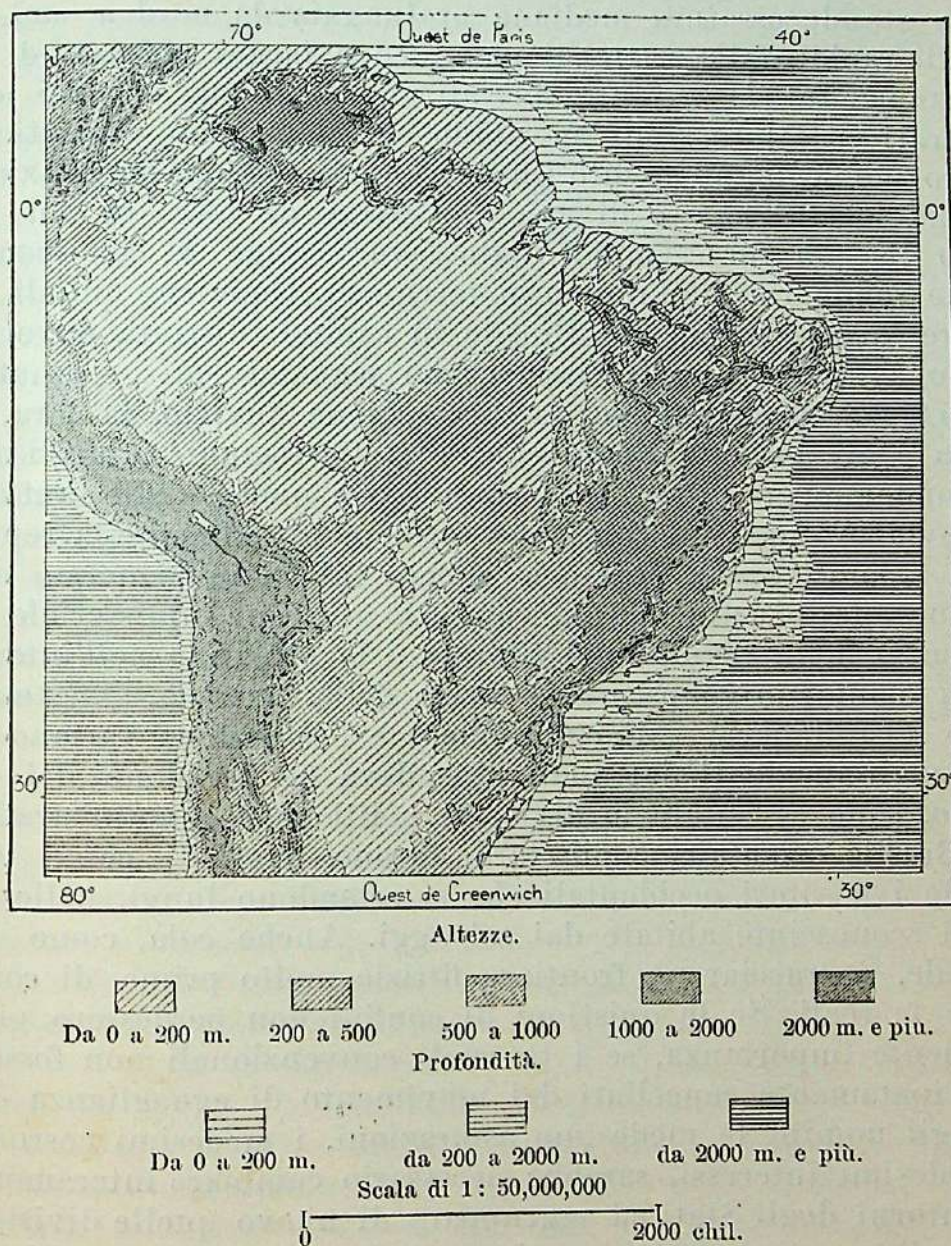 70° Ouest de Paris 40°
0° 0°
30° 30°
80° Ouest de Greenwich 30°
Altezze.
Da 0 a 200 m. 200 a 500 500 a 1000 1000 a 2000 2000 m. e piu.
Profondità.
Da 0 a 200 m. da 200 a 2000 m. da 2000 m. e più.
Scala di 1: 50,000,000
0 2000 chil.